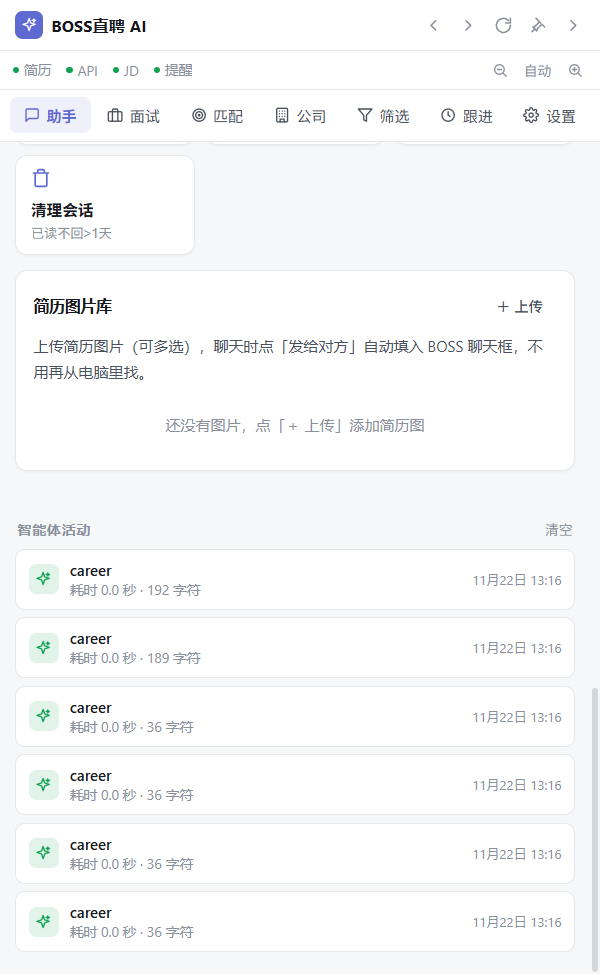 BOSS直聘 AI
简历 API JD 提醒 自动
助手 面试 匹配 公司 筛选 跟进 设置
清理会话
已读不回>1天
简历图片库 + 上传
上传简历图片（可多选），聊天时点「发给对方」自动填入 BOSS 聊天框，不
用再从电脑里找。
还没有图片，点「+ 上传」添加简历图
智能体活动 清空
career
耗时 0.0 秒 · 192 字符 11月22日 13:16
career
耗时 0.0 秒 · 189 字符 11月22日 13:16
career
耗时 0.0 秒 · 36 字符 11月22日 13:16
career
耗时 0.0 秒 · 36 字符 11月22日 13:16
career
耗时 0.0 秒 · 36 字符 11月22日 13:16
career
耗时 0.0 秒 · 36 字符 11月22日 13:16